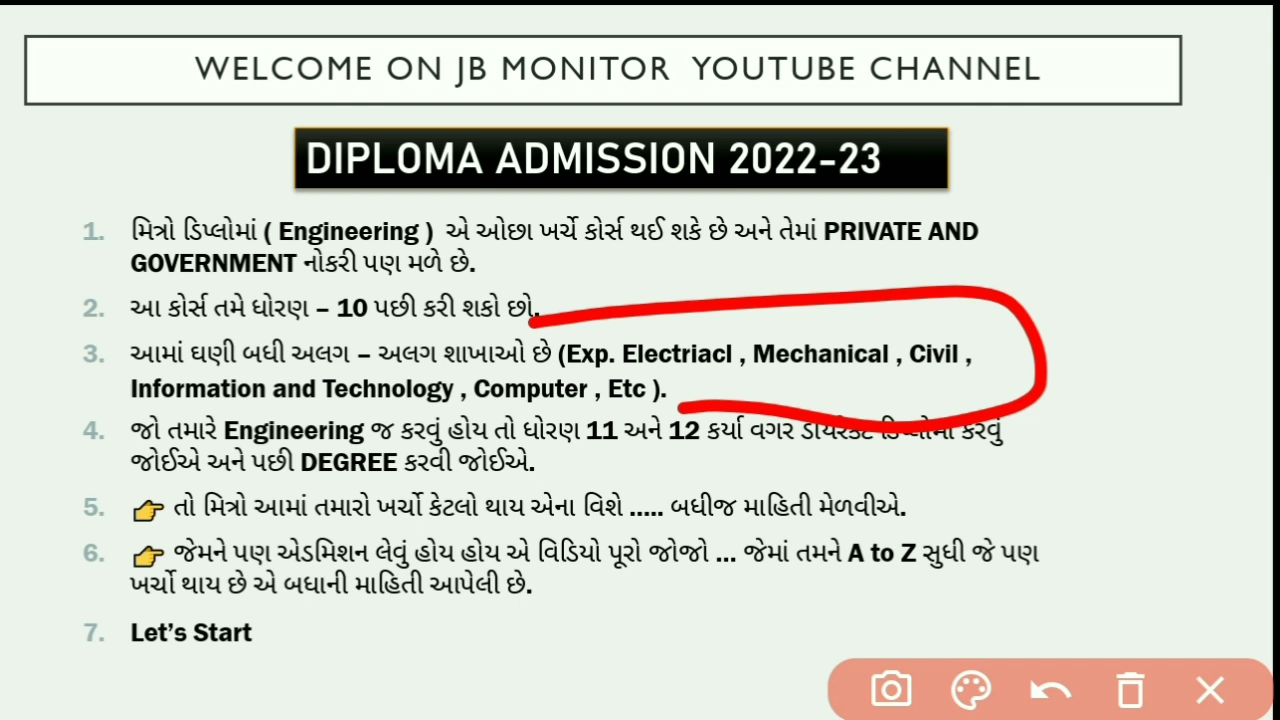 WELCOME ON JB MONITOR YOUTUBE CHANNEL
DIPLOMA ADMISSION 2022-23
1. મિત્રો ડિપ્લોમાં ( Engineering ) એ ઓછા ખર્ચે કોર્સ થઈ શકે છે અને તેમાં PRIVATE AND
GOVERNMENT નોકરી પણ મળે છે.
2. આ કોર્સ તમે ધોરણ – 10 પછી કરી શકો છો.
3. આમાં ઘણી બધી અલગ – અલગ શાખાઓ છે (Exp. Electriacl , Mechanical , Civil ,
Information and Technology , Computer , Etc ).
4. જો તમારે Engineering જ કરવું હોય તો ધોરણ 11 અને 12 કર્યા વગર ડાયરેક્ટ ડિપ્લોમા કરવું
જોઈએ અને પછી DEGREE કરવી જોઈએ.
5. 👉 તો મિત્રો આમાં તમારો ખર્ચો કેટલો થાય એના વિશે ..... બધીજ માહિતી મેળવીએ.
6. 👉 જેમને પણ એડમિશન લેવું હોય હોય એ વિડિયો પૂરો જોજો ... જેમાં તમને A to Z સુધી જે પણ
ખર્ચો થાય છે એ બધાની માહિતી આપેલી છે.
7. Let's Start